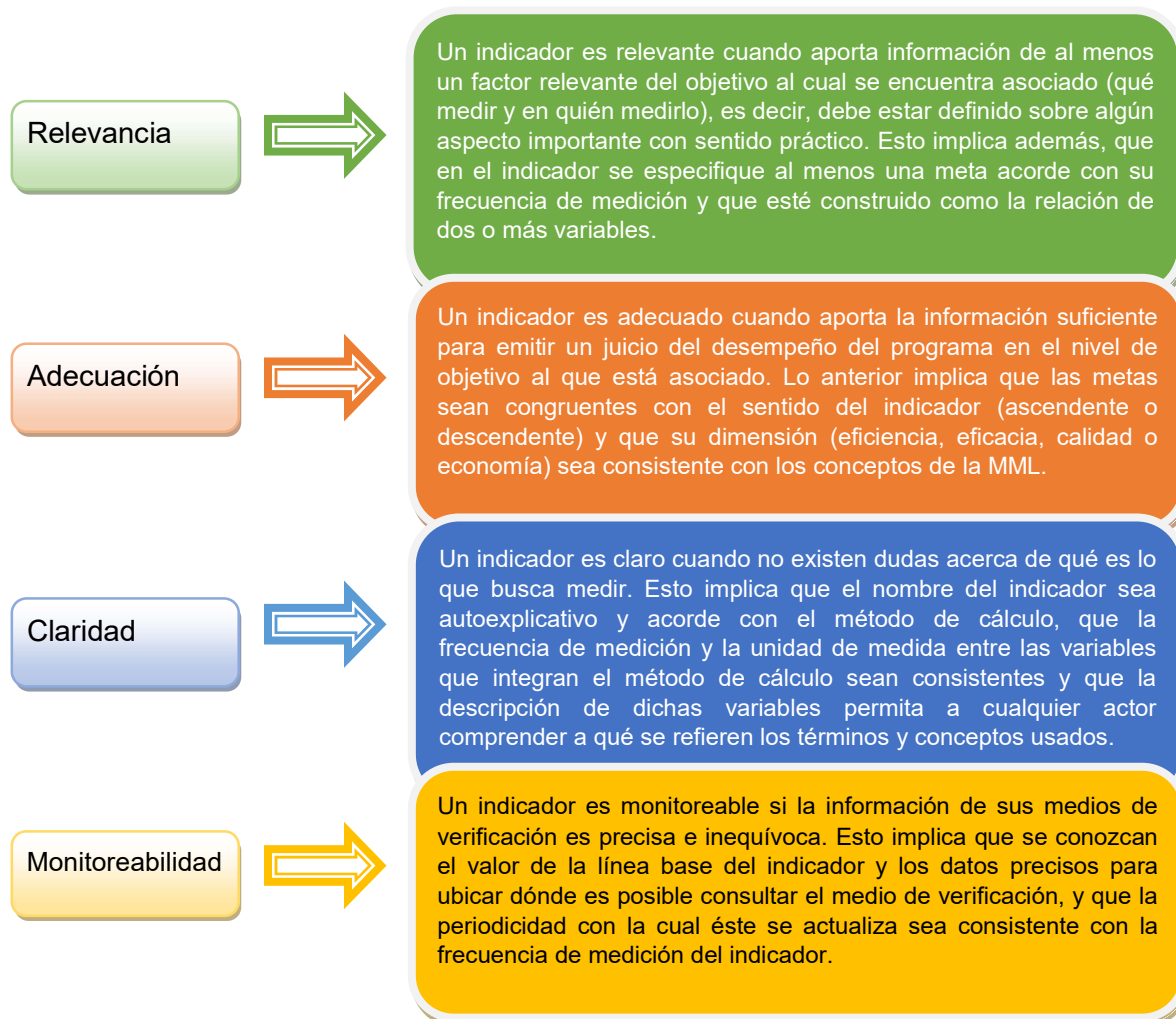 Relevancia
Un indicador es relevante cuando aporta información de al menos
un factor relevante del objetivo al cual se encuentra asociado (qué
medir y en quién medirlo), es decir, debe estar definido sobre algún
aspecto importante con sentido práctico. Esto implica además, que
en el indicador se especifique al menos una meta acorde con su
frecuencia de medición y que esté construido como la relación de
dos o más variables.
Adecuación
Un indicador es adecuado cuando aporta la información suficiente
para emitir un juicio del desempeño del programa en el nivel de
objetivo al que está asociado. Lo anterior implica que las metas
sean congruentes con el sentido del indicador (ascendente o
descendente) y que su dimensión (eficiencia, eficacia, calidad o
economía) sea consistente con los conceptos de la MML.
Claridad
Un indicador es claro cuando no existen dudas acerca de qué es lo
que busca medir. Esto implica que el nombre del indicador sea
autoexplicativo y acorde con el método de cálculo, que la
frecuencia de medición y la unidad de medida entre las variables
que integran el método de cálculo sean consistentes y que la
descripción de dichas variables permita a cualquier actor
comprender a qué se refieren los términos y conceptos usados.
Monitoreabilidad
Un indicador es monitoreable si la información de sus medios de
verificación es precisa e inequívoca. Esto implica que se conozcan
el valor de la línea base del indicador y los datos precisos para
ubicar dónde es posible consultar el medio de verificación, y que la
periodicidad con la cual éste se actualiza sea consistente con la
frecuencia de medición del indicador.